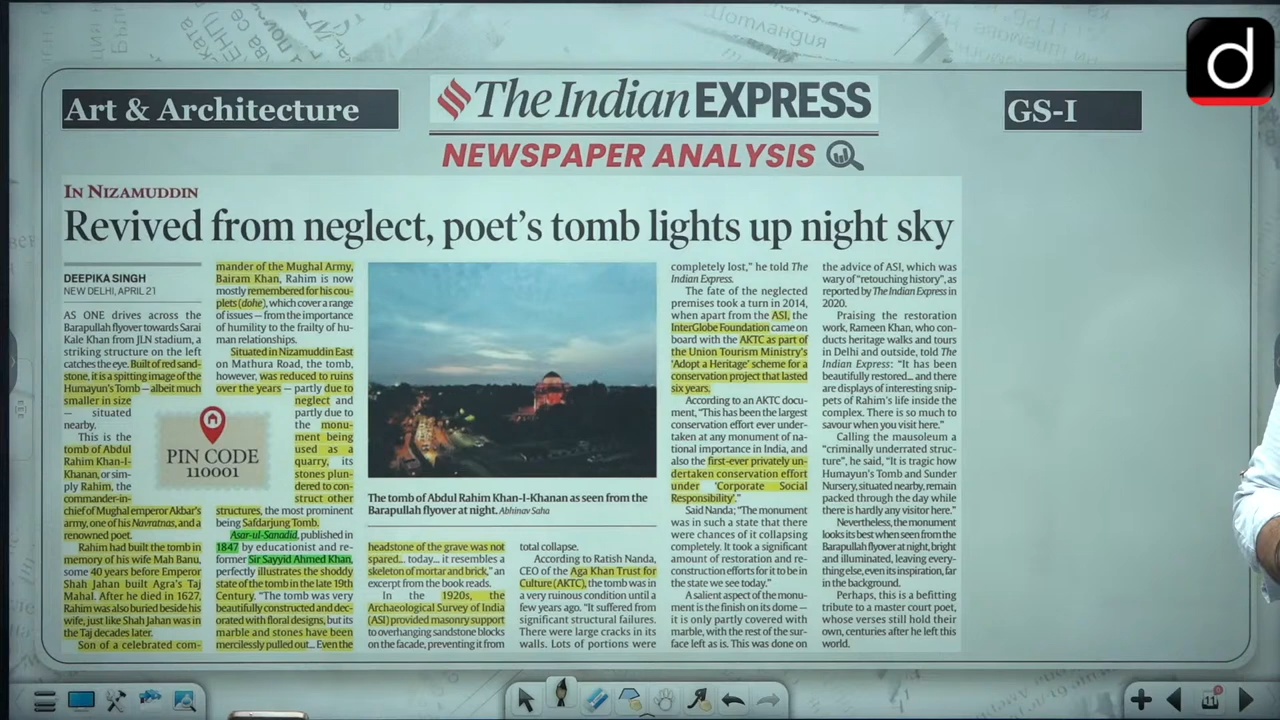 d
Art & Architecture
The Indian EXPRESS
GS-I
NEWSPAPER ANALYSIS
IN NIZAMUDDIN
Revived from neglect, poet's tomb lights up night sky
DEEPIKA SINGH
NEW DELHI, APRIL 21
AS ONE drives across the
Barapullah flyover towards Sarai
Kale Khan from JLN stadium, a
striking structure on the left
catches the eye. Built of red sand-
stone, it is a spitting image of the
Humayun's Tomb — albeit much
smaller in size
— situated
nearby.
This is the
tomb of Abdul
Rahim Khan-I-
Khanan, or sim-
ply Rahim, the
commander-in-
chief of Mughal emperor Akbar's
army, one of his Navratnas, and a
renowned poet.
Rahim had built the tomb in
memory of his wife Mah Banu,
some 40 years before Emperor
Shah Jahan built Agra's Taj
Mahal. After he died in 1627,
Rahim was also buried beside his
wife, just like Shah Jahan was in
the Taj decades later.
Son of a celebrated com-
PIN CODE
110001
mander of the Mughal Army,
Bairam Khan, Rahim is now
mostly remembered for his cou-
plets (dohe), which cover a range
of issues — from the importance
of humility to the frailty of hu-
man relationships.
Situated in Nizamuddin East
on Mathura Road, the tomb,
however, was reduced to ruins
over the years — partly due to
neglect and
partly due to
the monu-
ment being
used as a
quarry, its
stones plun-
dered to con-
struct other
structures, the most prominent
being Safdarjung Tomb.
Asar-ul-Sanadid, published in
1847 by educationist and re-
former Sir Sayyid Ahmed Khan,
perfectly illustrates the shoddy
state of the tomb in the late 19th
Century. "The tomb was very
beautifully constructed and dec-
orated with floral designs, but its
marble and stones have been
mercilessly pulled out... Even the
The tomb of Abdul Rahim Khan-I-Khanan as seen from the
Barapullah flyover at night. Abhinav Saha
headstone of the grave was not
spared... today... it resembles a
skeleton of mortar and brick," an
excerpt from the book reads.
In the 1920s, the
Archaeological Survey of India
(ASI) provided masonry support
to overhanging sandstone blocks
on the facade, preventing it from
total collapse.
According to Ratish Nanda,
CEO of the Aga Khan Trust for
Culture (AKTC), the tomb was in
a very ruinous condition until a
few years ago. "It suffered from
significant structural failures.
There were large cracks in its
walls. Lots of portions were
completely lost," he told The
Indian Express.
The fate of the neglected
premises took a turn in 2014,
when apart from the ASI, the
InterGlobe Foundation came on
board with the AKTC as part of
the Union Tourism Ministry's
'Adopt a Heritage' scheme for a
conservation project that lasted
six years.
According to an AKTC docu-
ment, "This has been the largest
conservation effort ever under-
taken at any monument of na-
tional importance in India, and
also the first-ever privately un-
dertaken conservation effort
under 'Corporate Social
Responsibility'."
Said Nanda; "The monument
was in such a state that there
were chances of it collapsing
completely. It took a significant
amount of restoration and re-
construction efforts for it to be in
the state we see today."
A salient aspect of the monu-
ment is the finish on its dome —
it is only partly covered with
marble, with the rest of the sur-
face left as is. This was done on
the advice of ASI, which was
wary of "retouching history", as
reported by The Indian Express in
2020.
Praising the restoration
work, Rameen Khan, who con-
ducts heritage walks and tours
in Delhi and outside, told The
Indian Express: "It has been
beautifully restored... and there
are displays of interesting snip-
pets of Rahim's life inside the
complex. There is so much to
savour when you visit here."
Calling the mausoleum a
"criminally underrated struc-
ture", he said, "It is tragic how
Humayun's Tomb and Sunder
Nursery, situated nearby, remain
packed through the day while
there is hardly any visitor here."
Nevertheless, the monument
looks its best when seen from the
Barapullah flyover at night, bright
and illuminated, leaving every-
thing else, even its inspiration, far
in the background.
Perhaps, this is a befitting
tribute to a master court poet,
whose verses still hold their
own, centuries after he left this
world.
11